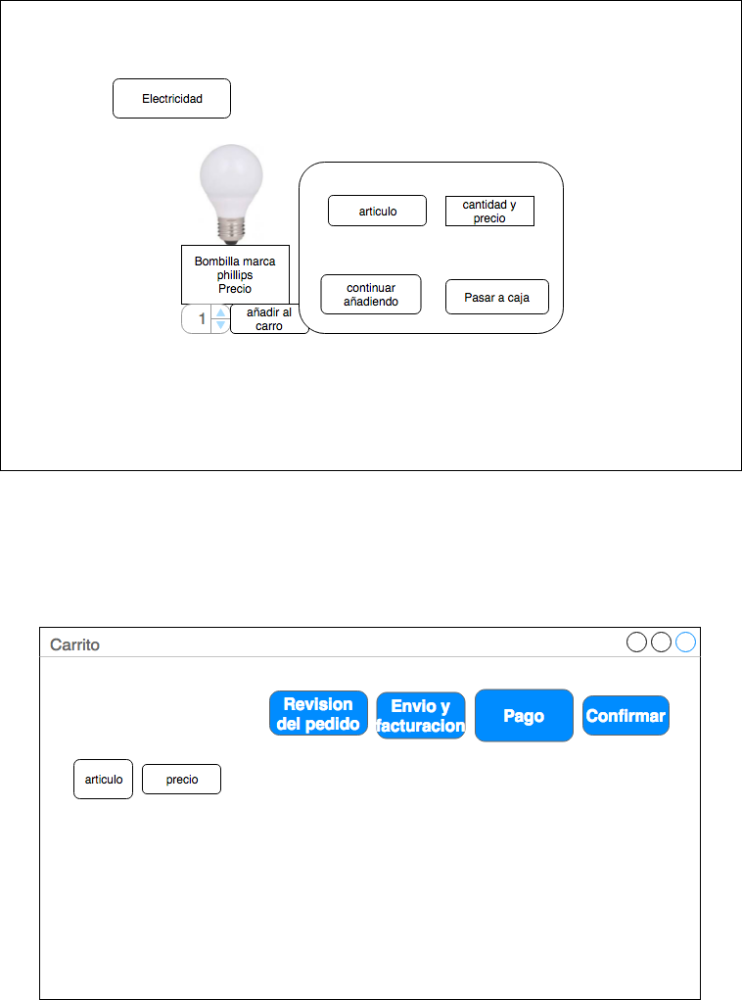 Electricidad
articulo
cantidad y
precio
Bombilla marca
phillips
Precio
continuar
añadiendo
Pasar a caja
1
añadir al
carro
Carrito
Revision
del pedido
Envio y
facturacion
Pago
Confirmar
articulo
precio